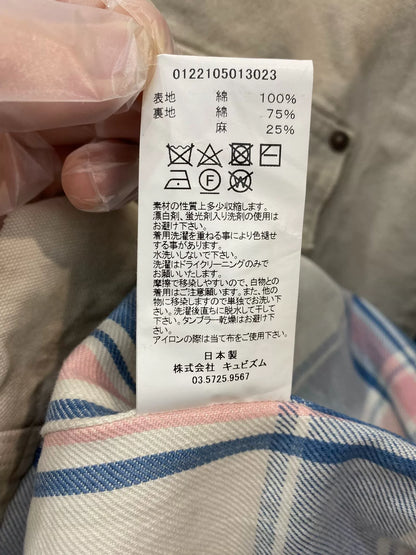 0122105013023
表地 綿 100%
裏地 綿 75%
麻 25%
F
W
素材の性質上多少収縮します。
漂白剤、蛍光剤入り洗剤の使用は
お避け下さい。
着用洗濯を重ねる事により色褪せ
する事があります。
水洗いしないで下さい。
洗濯はドライクリーニングのみで
お願いいたします。
摩擦で移染しやすいので、白物との
着用はご注意願います。また、他の
物に移染しますので単独でお洗い下
さい。洗濯後直ちに脱水して干して
下さい。タンブラー乾燥はお避け下
さい。
アイロンの際は当て布をご使用下さい。
日本製
株式会社 キュビズム
03.5725.9567